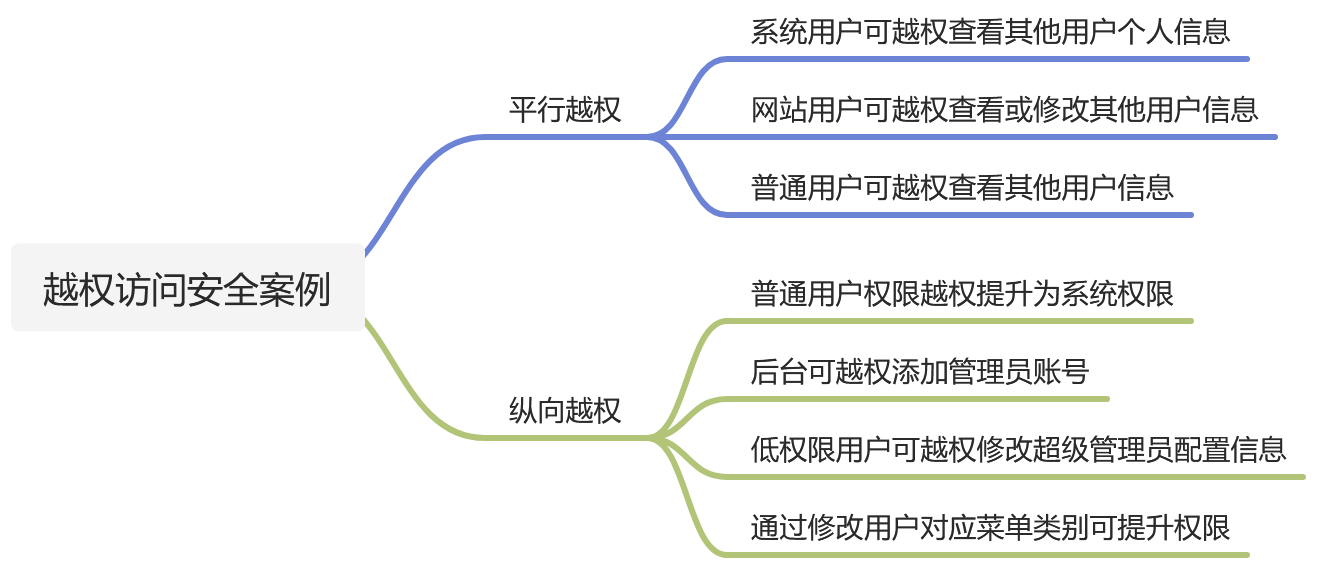 越权访问安全案例
平行越权
系统用户可越权查看其他用户个人信息
网站用户可越权查看或修改其他用户信息
普通用户可越权查看其他用户信息
纵向越权
普通用户权限越权提升为系统权限
后台可越权添加管理员账号
低权限用户可越权修改超级管理员配置信息
通过修改用户对应菜单类别可提升权限